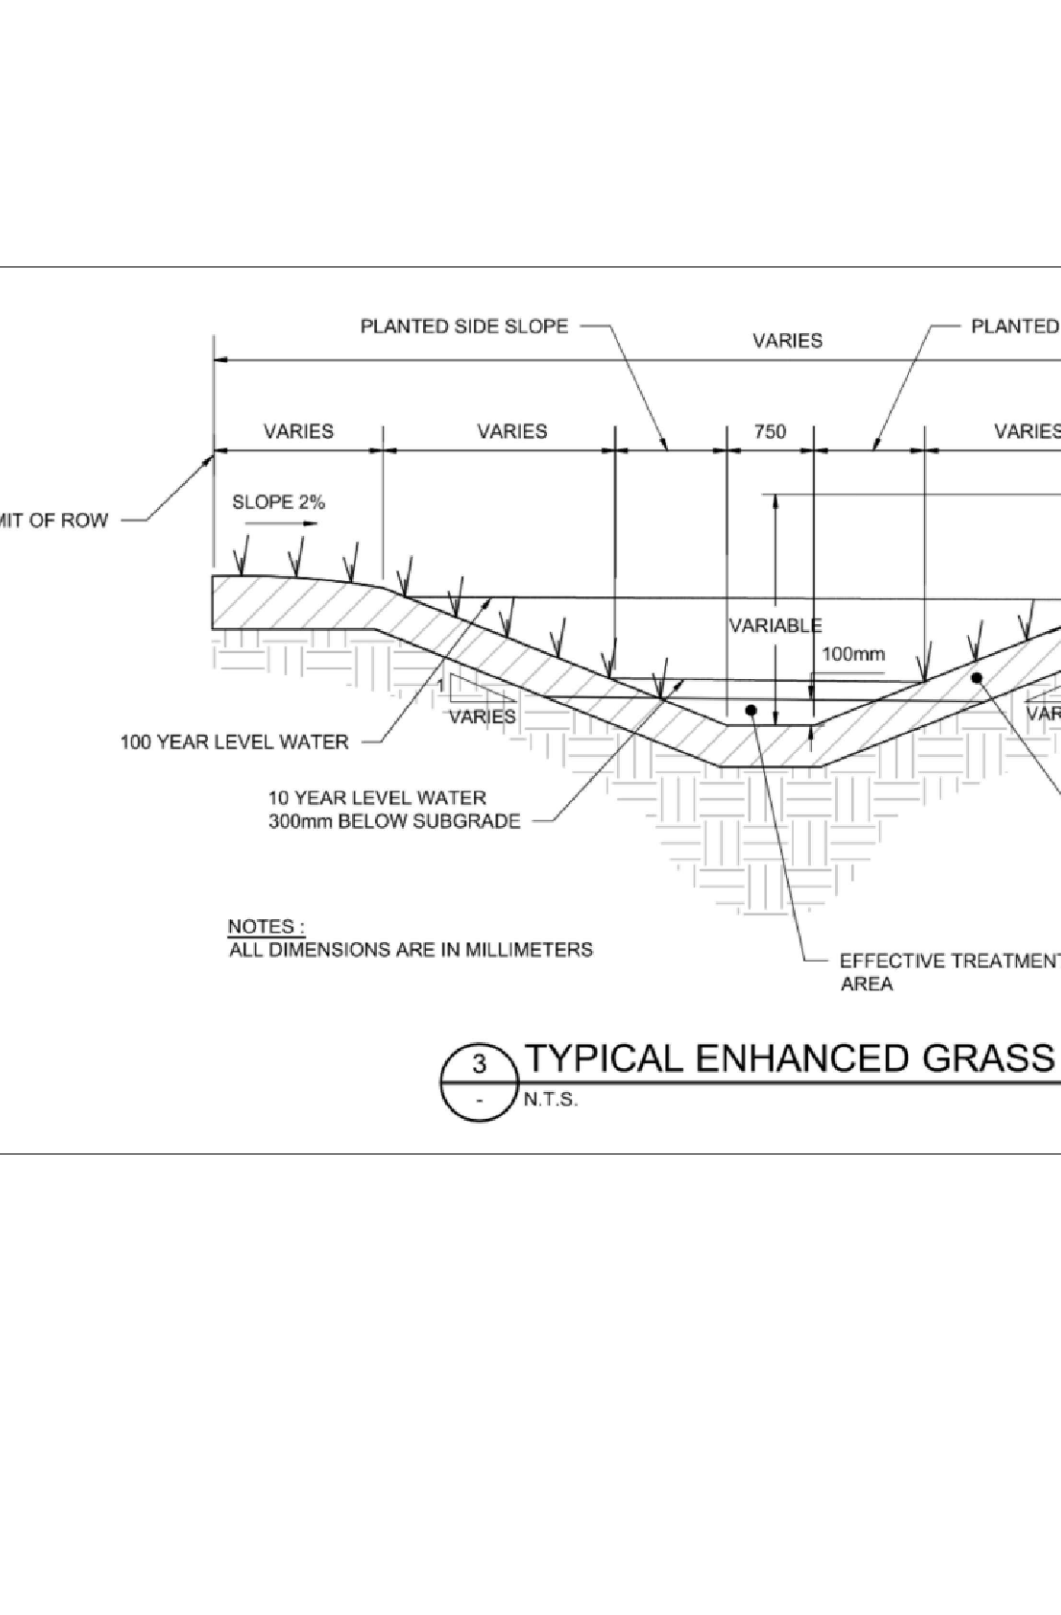 PLANTED SIDE SLOPE
PLANTED
VARIES
VARIES
VARIES
750
VARIES
SLOPE 2%
MIT OF ROW
VARIABLE
100mm
1
VARIES
VAR
100 YEAR LEVEL WATER
10 YEAR LEVEL WATER
300mm BELOW SUBGRADE
NOTES :
ALL DIMENSIONS ARE IN MILLIMETERS
EFFECTIVE TREATMENT
AREA
3
TYPICAL ENHANCED GRASS
-
N.T.S.